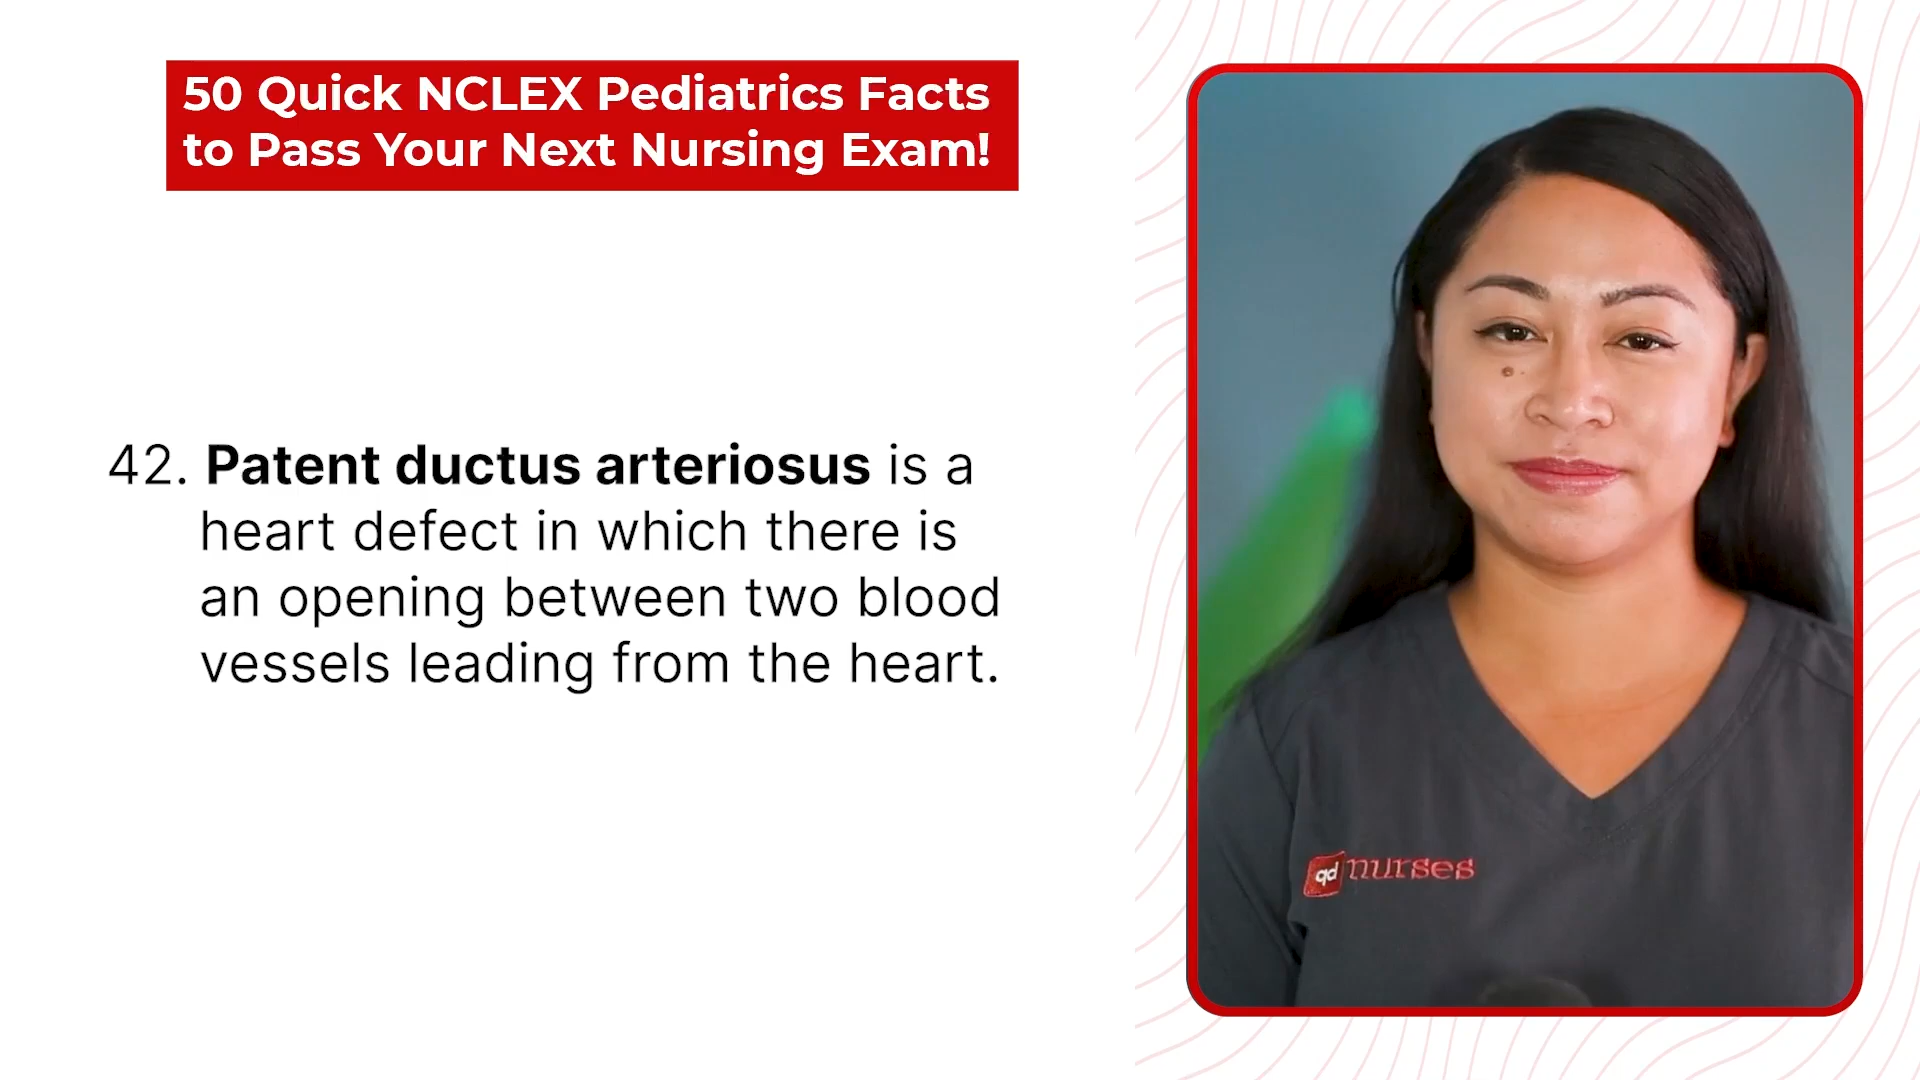 50 Quick NCLEX Pediatrics Facts
to Pass Your Next Nursing Exam!
42. Patent ductus arteriosus is a
heart defect in which there is
an opening between two blood
vessels leading from the heart.
qd nurses